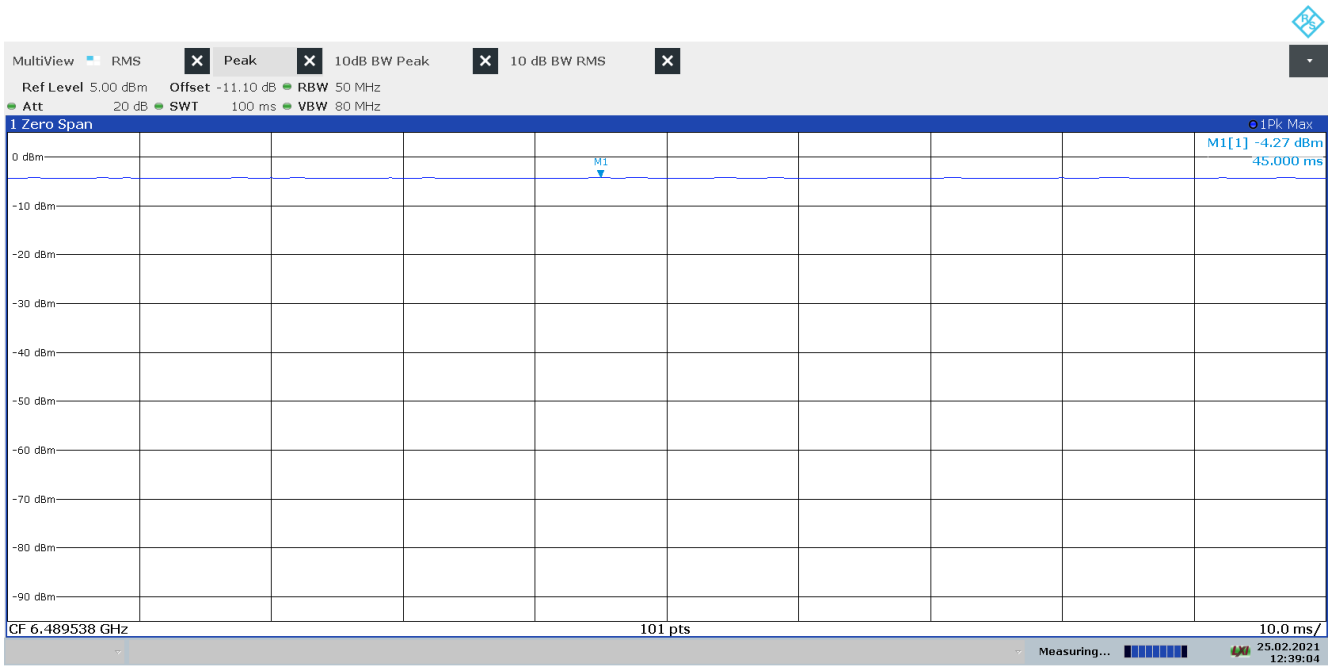 R&S
MultiView RMS Peak 10dB BW Peak 10 dB BW RMS
Ref Level 5.00 dBm Offset -11.10 dB RBW 50 MHz
Att 20 dB SWT 100 ms VBW 80 MHz
1 Zero Span 1Pk Max
M1[1] -4.27 dBm
45.000 ms
0 dBm
M1
-10 dBm
-20 dBm
-30 dBm
-40 dBm
-50 dBm
-60 dBm
-70 dBm
-80 dBm
-90 dBm
CF 6.489538 GHz 101 pts 10.0 ms/
Measuring... LXI 25.02.2021
12:39:04